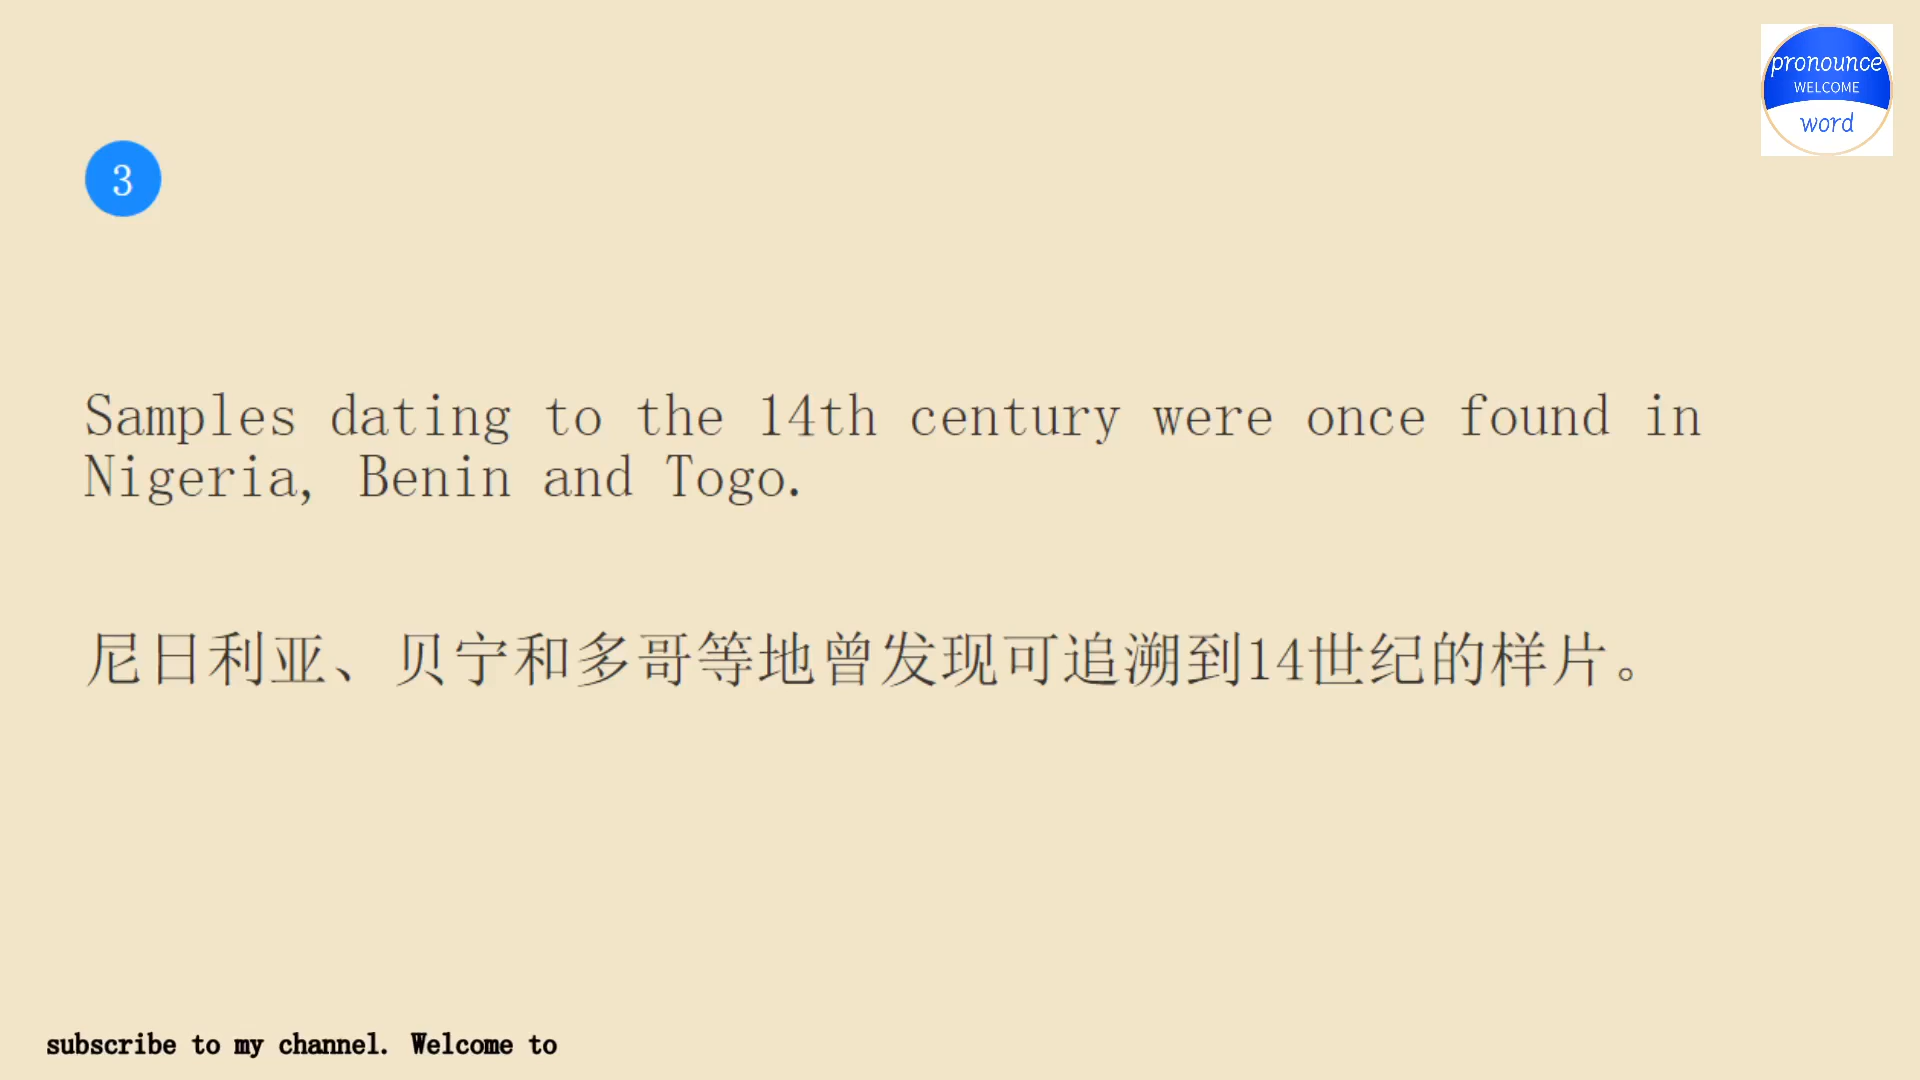 pronounce
WELCOME
word
3
Samples dating to the 14th century were once found in
Nigeria, Benin and Togo.
尼日利亚、贝宁和多哥等地曾发现可追溯到14世纪的样片。
subscribe to my channel. Welcome to